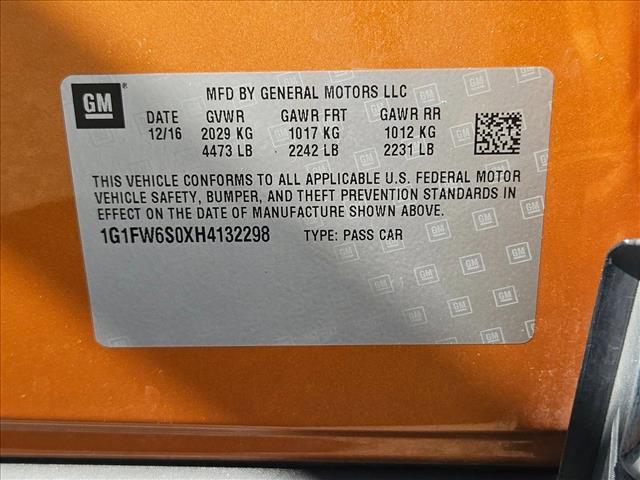 GM ® MFD BY GENERAL MOTORS LLC
DATE GVWR GAWR FRT GAWR RR
12/16 2029 KG 1017 KG 1012 KG
4473 LB 2242 LB 2231 LB
THIS VEHICLE CONFORMS TO ALL APPLICABLE U.S. FEDERAL MOTOR
VEHICLE SAFETY, BUMPER, AND THEFT PREVENTION STANDARDS IN
EFFECT ON THE DATE OF MANUFACTURE SHOWN ABOVE.
1G1FW6S0XH4132298 TYPE: PASS CAR